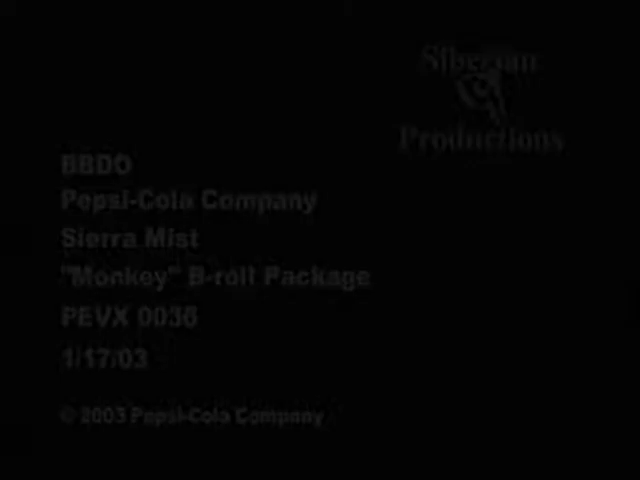 Siberian
Productions
BBDO
Pepsi-Cola Company
Sierra Mist
"Monkey" B-roll Package
PEVX 0036
1/17/03
© 2003 Pepsi-Cola Company